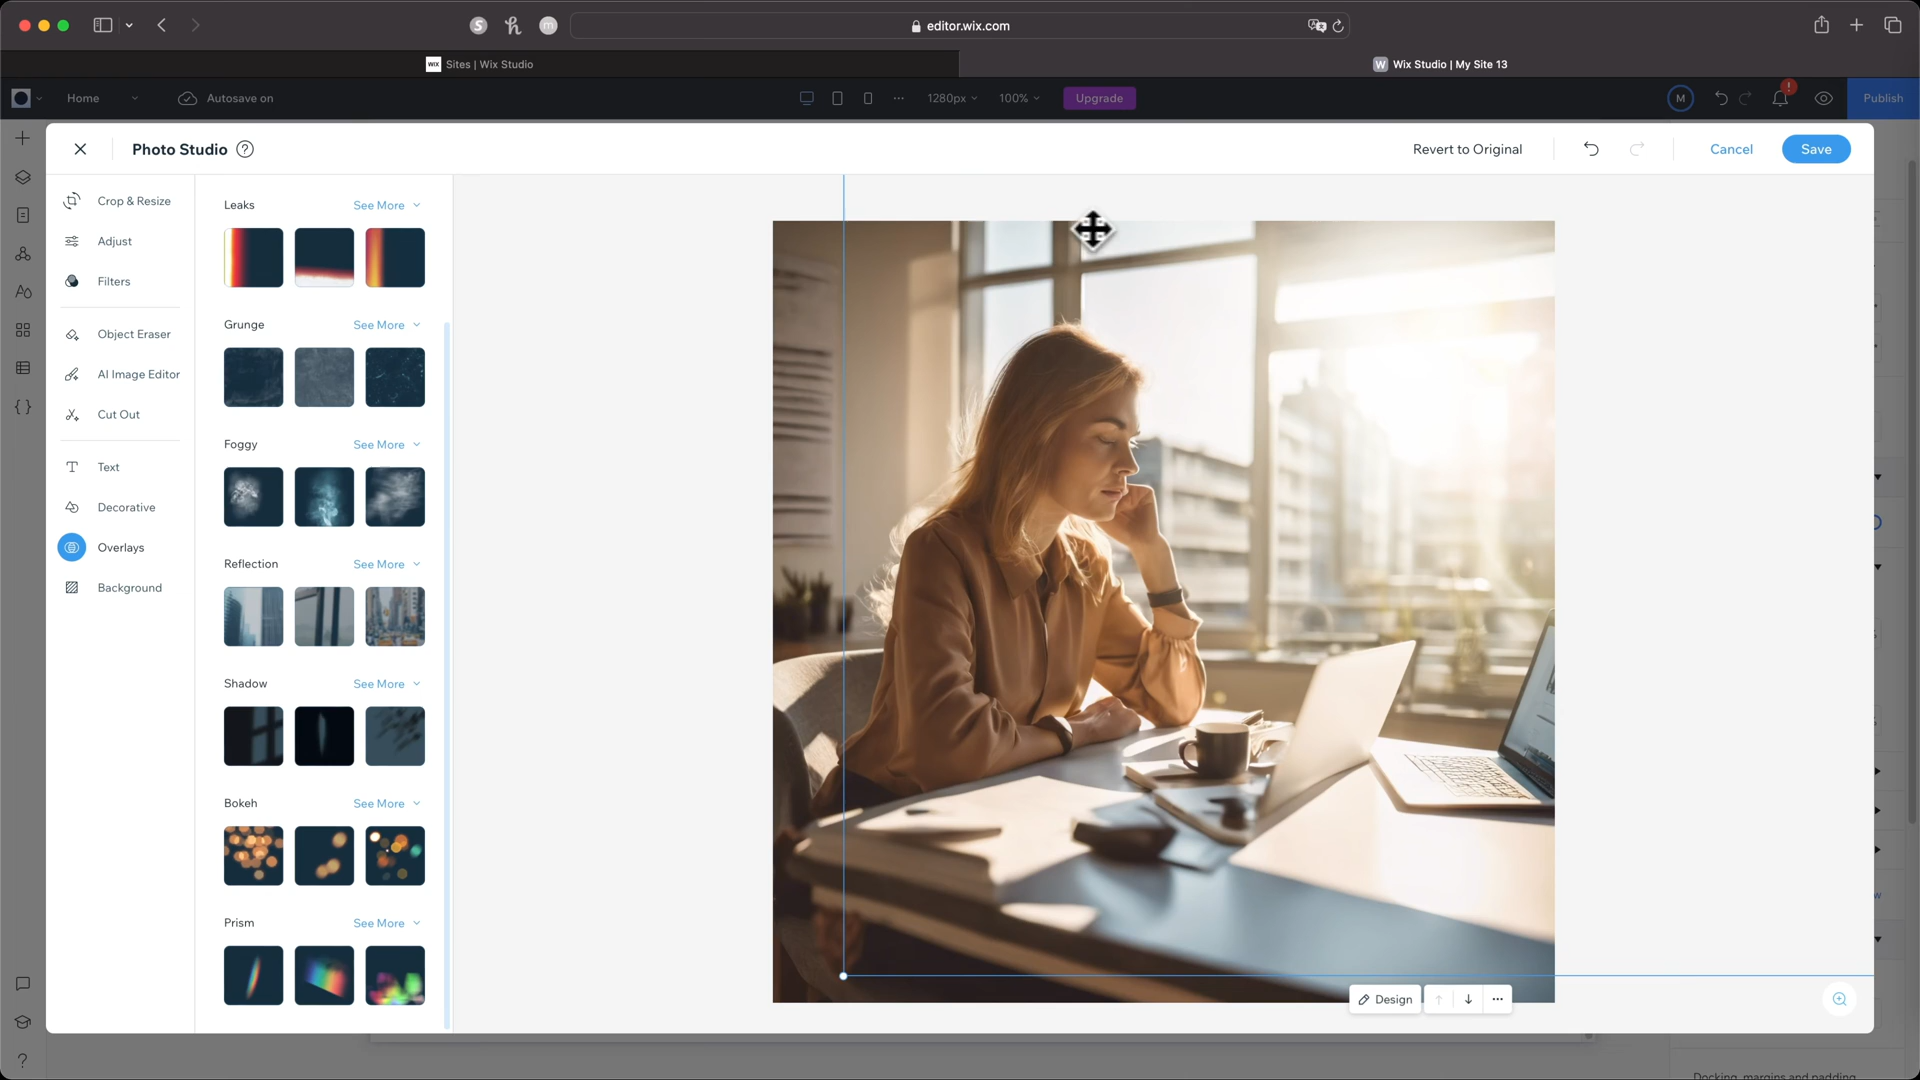 editor.wix.com
WIX Sites | Wix Studio
W Wix Studio | My Site 13
Home
Autosave on
1280px
100%
Upgrade
M
Publish
Photo Studio
Revert to Original
Cancel
Save
Crop & Resize
Adjust
Filters
Object Eraser
AI Image Editor
Cut Out
Text
Decorative
Overlays
Background
Leaks See More
Grunge See More
Foggy See More
Reflection See More
Shadow See More
Bokeh See More
Prism See More
Design
Docking, margins and padding